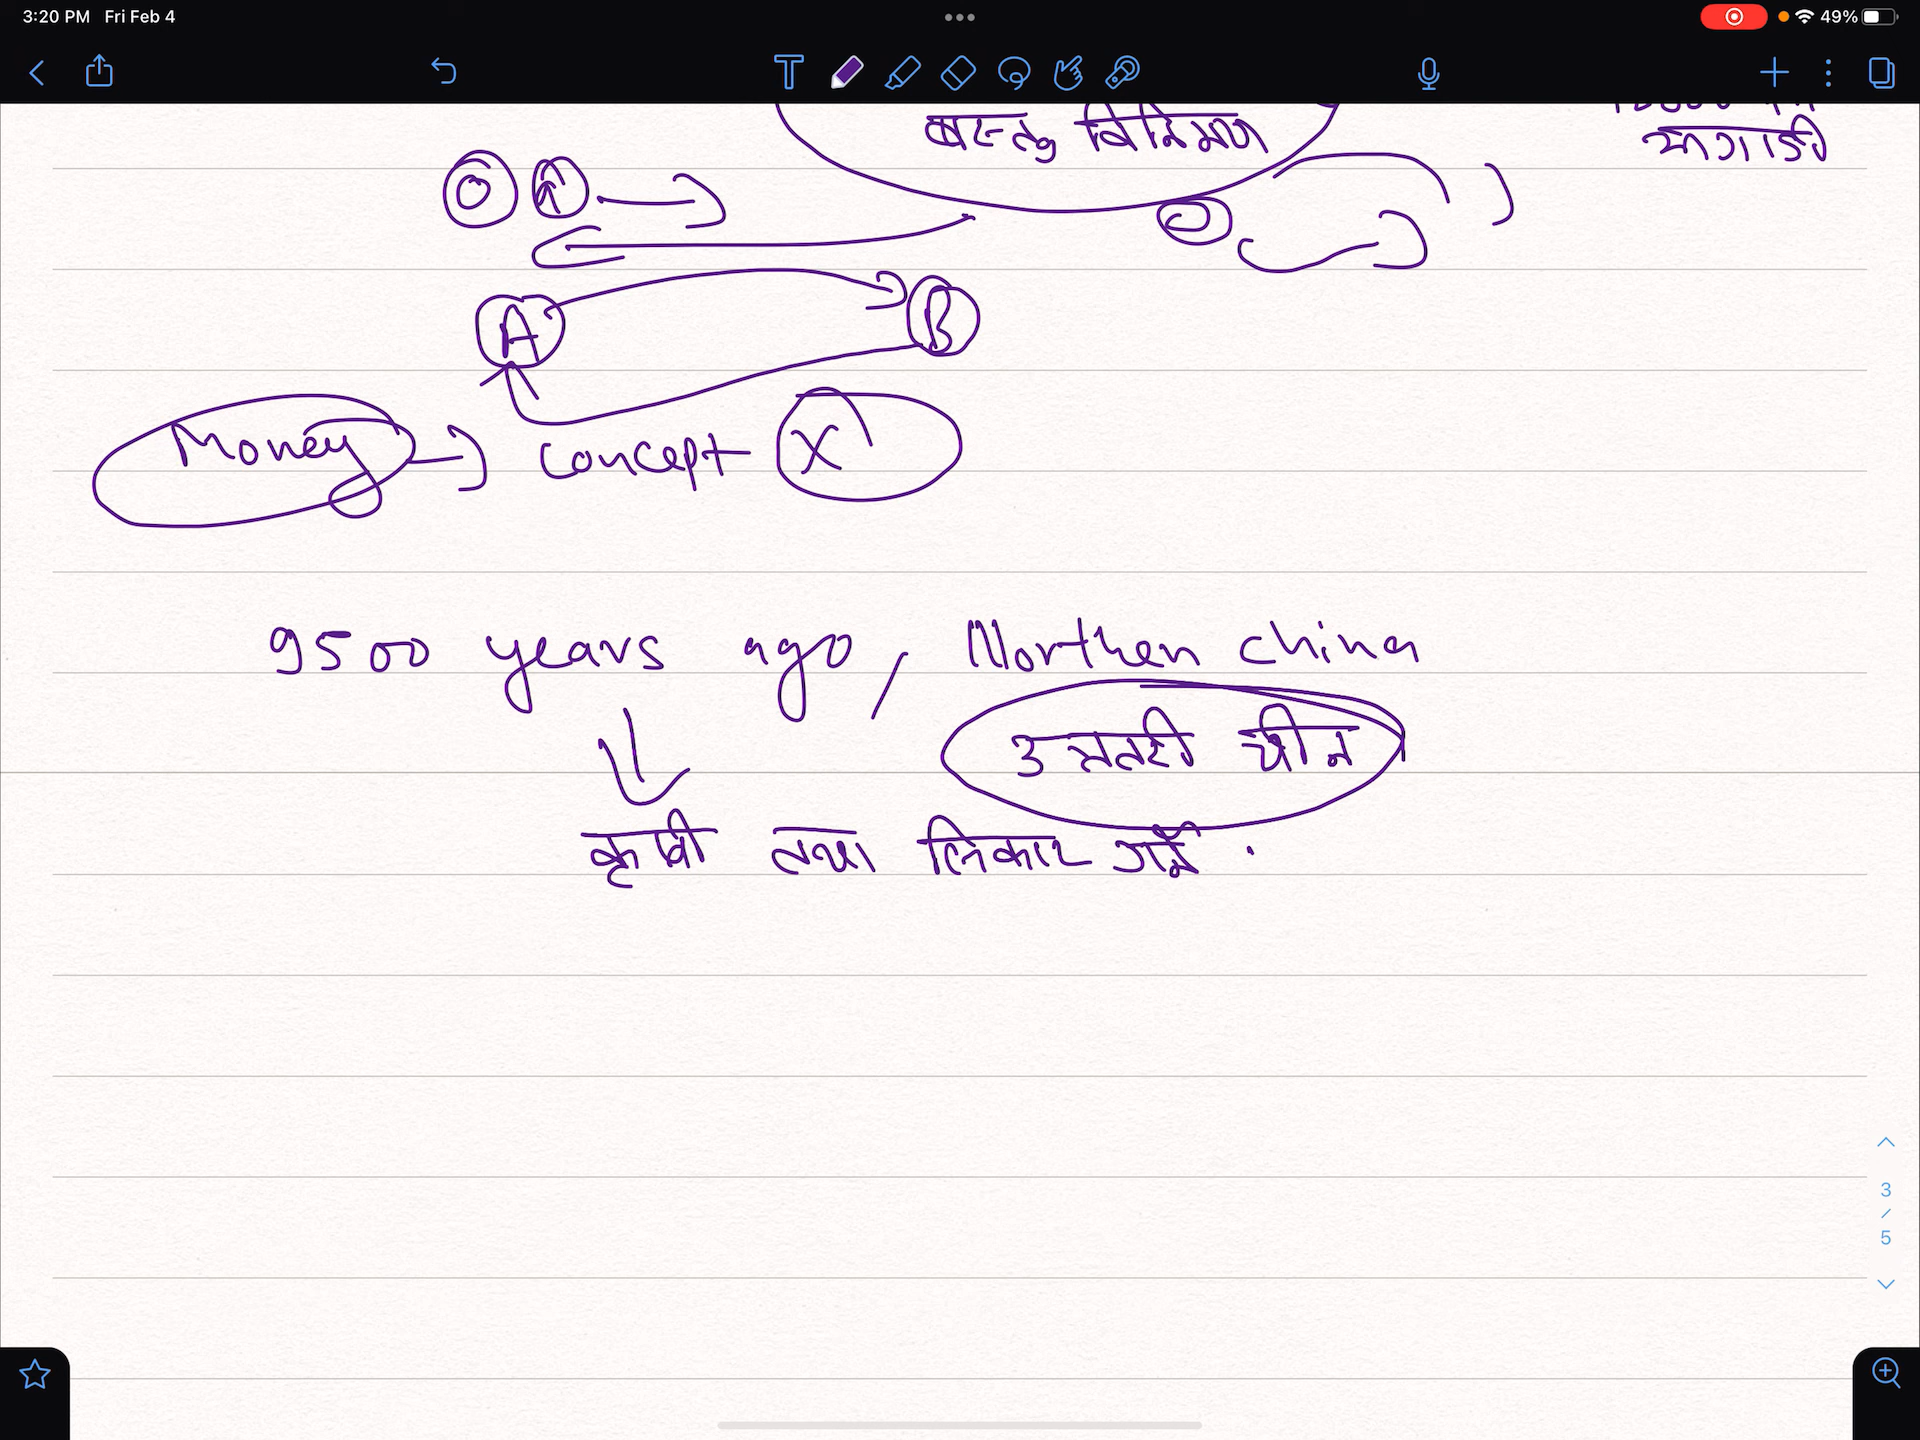 3:20 PM Fri Feb 4
49%
वस्तु विनिमय
अगाडी
A B
Money → concept X
9500 years ago, Northen china
उत्तरी चीन
कृषी तथा सिकार गर्ने
3
/
5